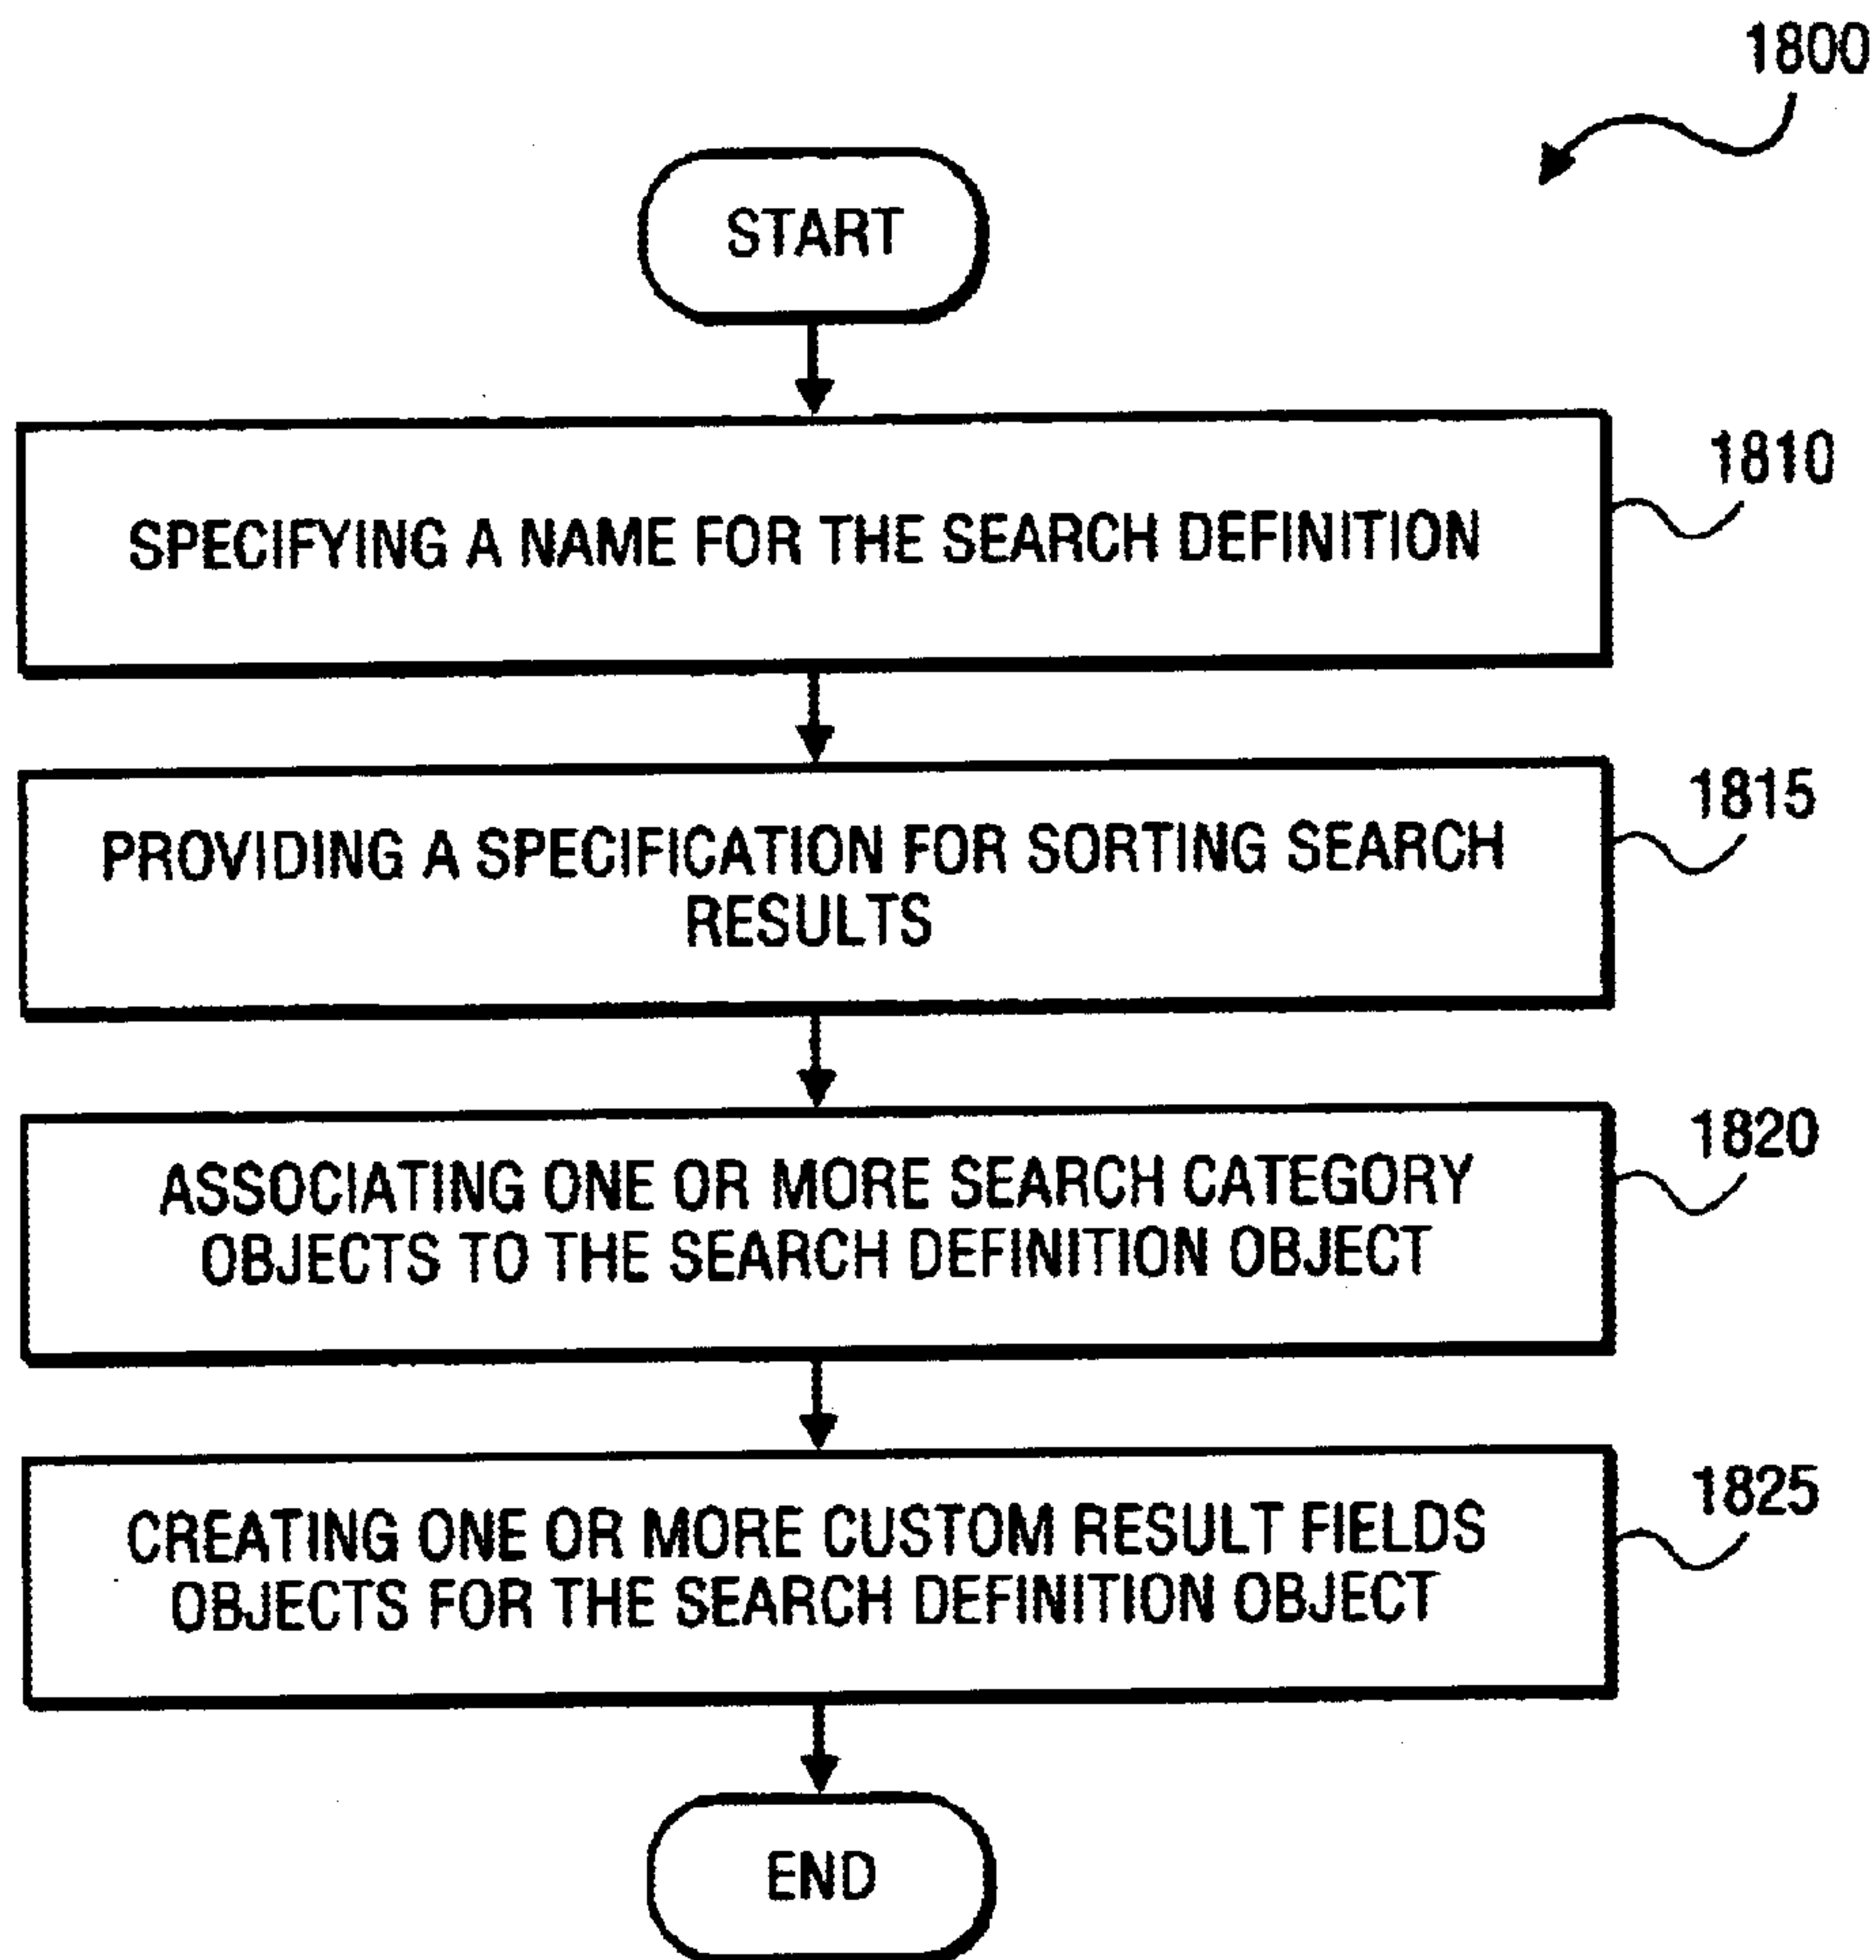 1800
START
SPECIFYING A NAME FOR THE SEARCH DEFINITION
1810
PROVIDING A SPECIFICATION FOR SORTING SEARCH
RESULTS
1815
ASSOCIATING ONE OR MORE SEARCH CATEGORY
OBJECTS TO THE SEARCH DEFINITION OBJECT
1820
CREATING ONE OR MORE CUSTOM RESULT FIELDS
OBJECTS FOR THE SEARCH DEFINITION OBJECT
1825
END